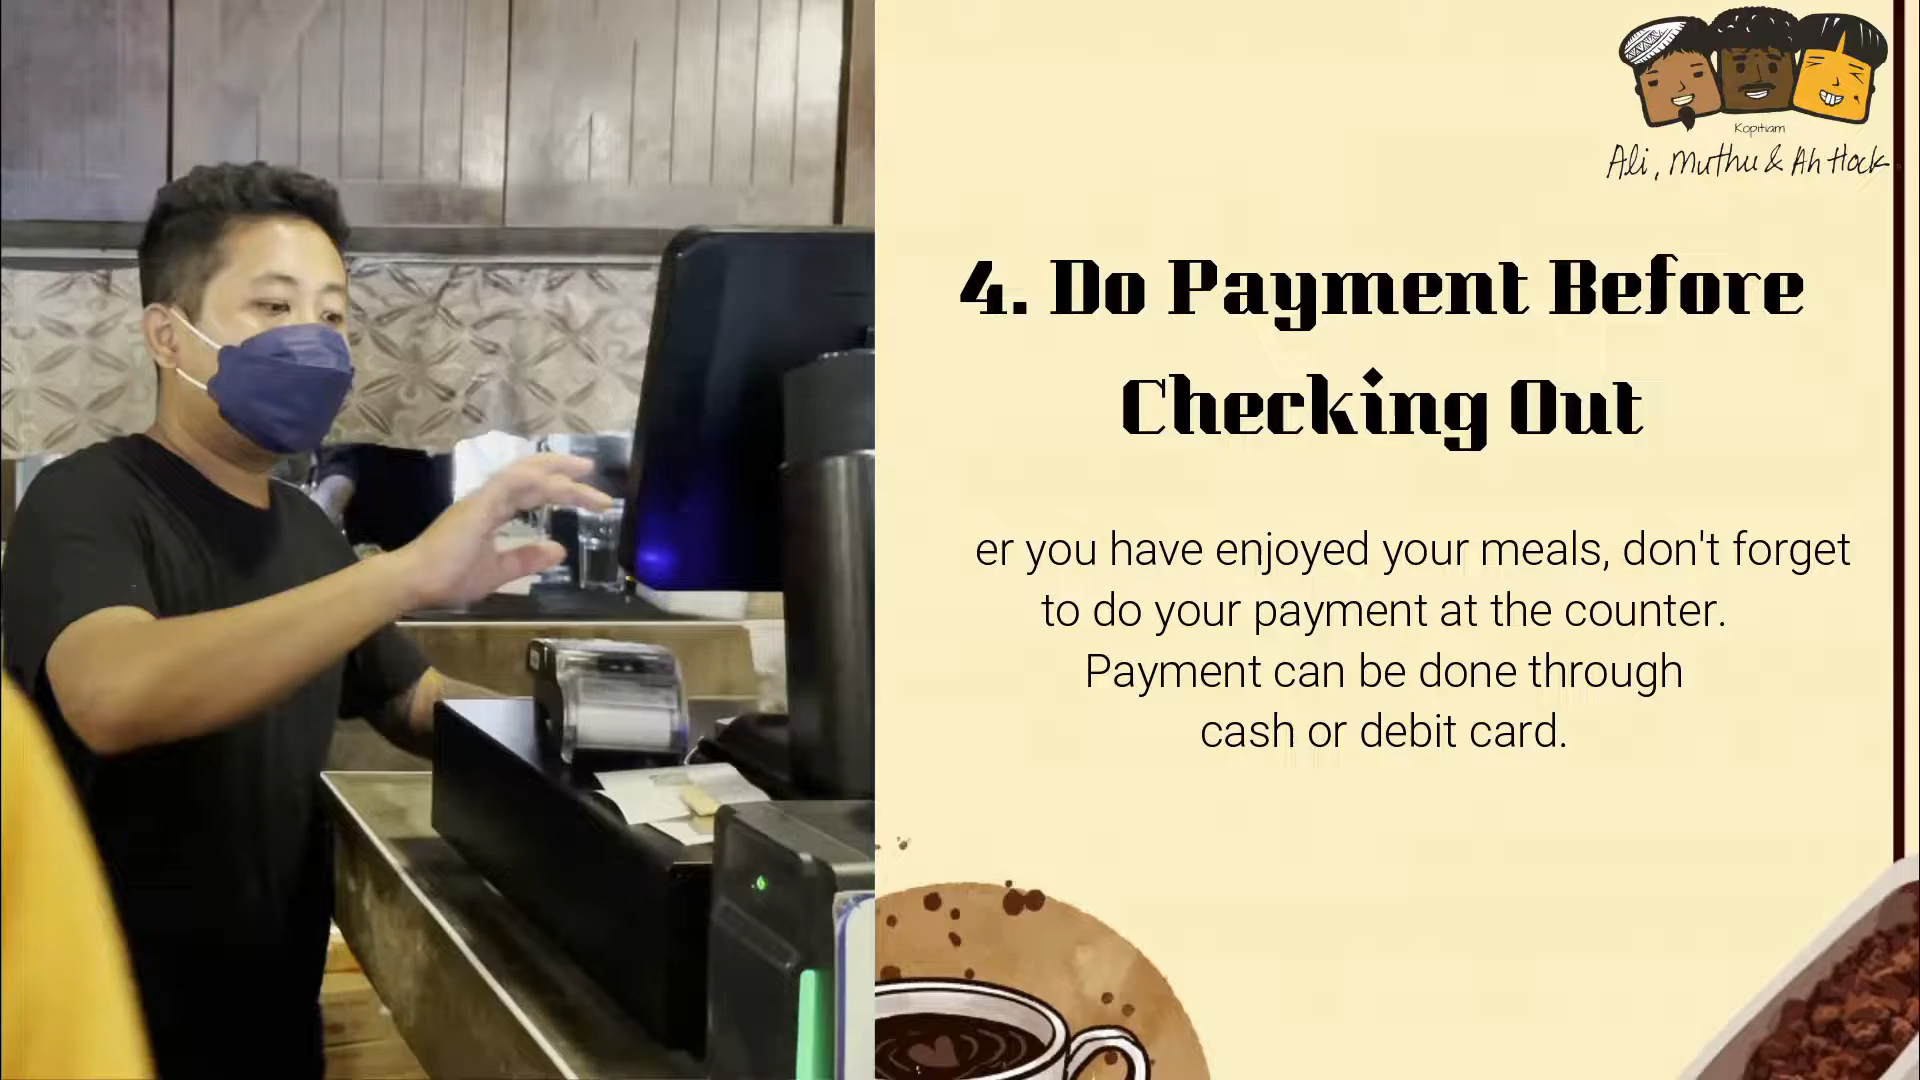 Kopitiam
Ali, Muthu & Ah Hock
4. Do Payment Before
Checking Out
er you have enjoyed your meals, don't forget
to do your payment at the counter.
Payment can be done through
cash or debit card.